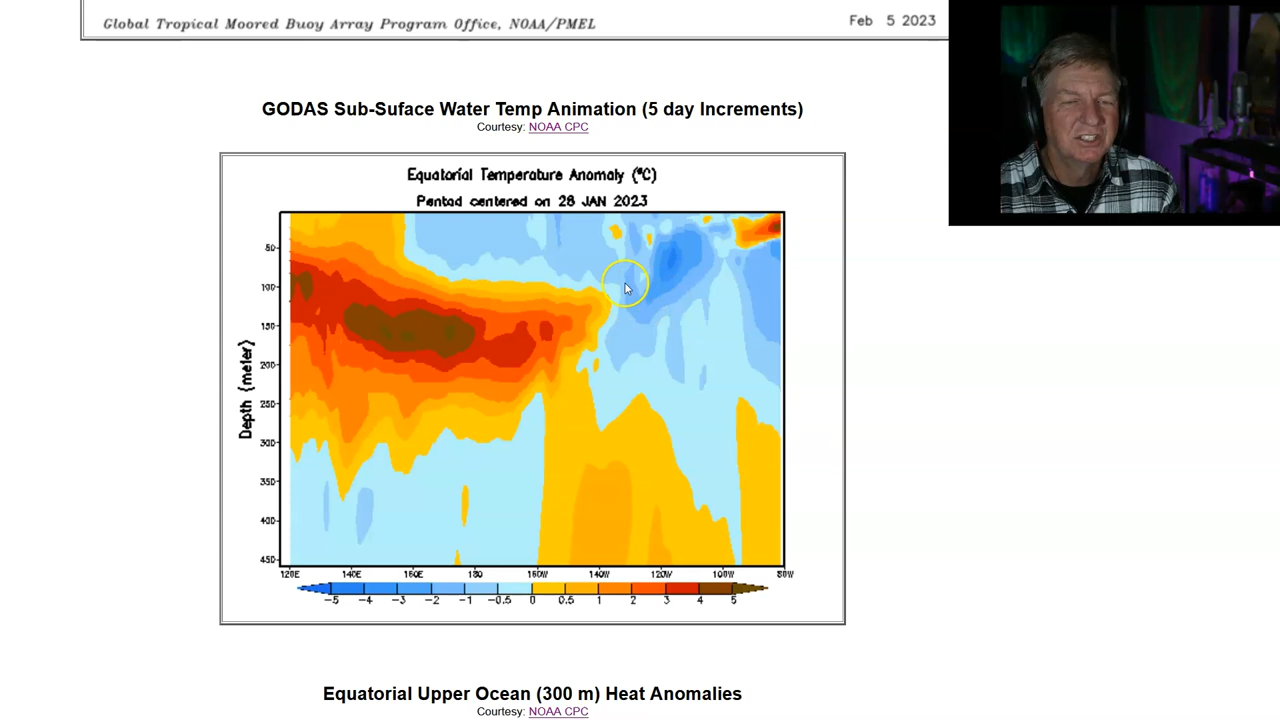 Global Tropical Moored Buoy Array Program Office, NOAA/PMEL
Feb 5 2023
GODAS Sub-Suface Water Temp Animation (5 day Increments)
Courtesy: NOAA CPC
Equatorial Temperature Anomaly (°C)
Pentad centered on 28 JAN 2023
Depth (meter)
50
100
150
200
250
300
350
400
450
120E 140E 160E 180 160W 140W 120W 100W 80W
-5 -4 -3 -2 -1 -0.5 0 0.5 1 2 3 4 5
Equatorial Upper Ocean (300 m) Heat Anomalies
Courtesy: NOAA CPC